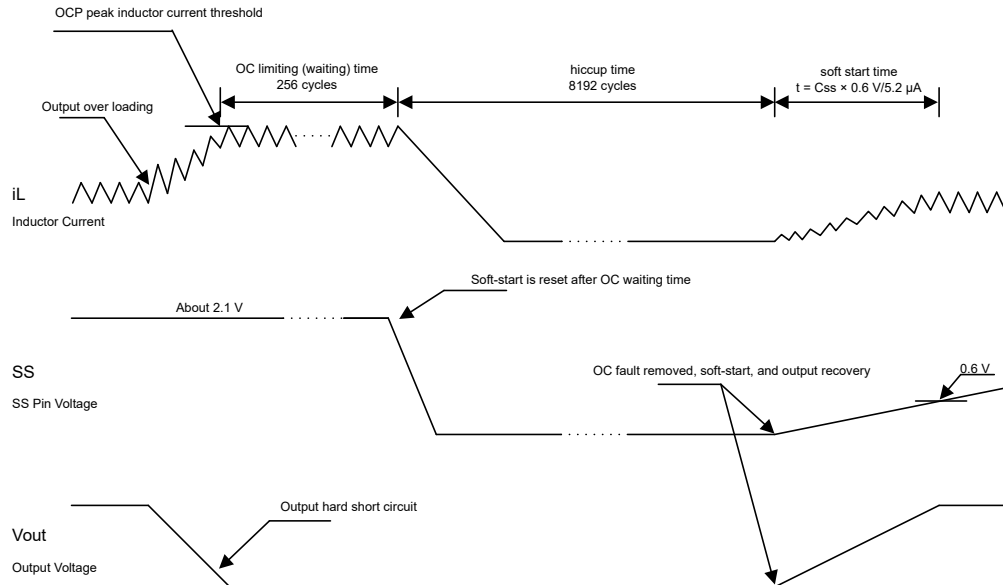 OCP peak inductor current threshold
OC limiting (waiting) time
256 cycles
hiccup time
8192 cycles
soft start time
t = Css × 0.6 V/5.2 µA
Output over loading
iL
Inductor Current
Soft-start is reset after OC waiting time
About 2.1 V
SS
SS Pin Voltage
OC fault removed, soft-start, and output recovery
0.6 V
Output hard short circuit
Vout
Output Voltage